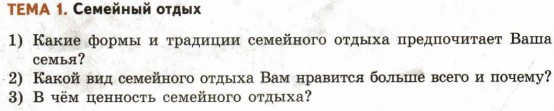 ТЕМА 1. Семейный отдых
1) Какие формы и традиции семейного отдыха предпочитает Ваша
семья?
2) Какой вид семейного отдыха Вам нравится больше всего и почему?
3) В чём ценность семейного отдыха?